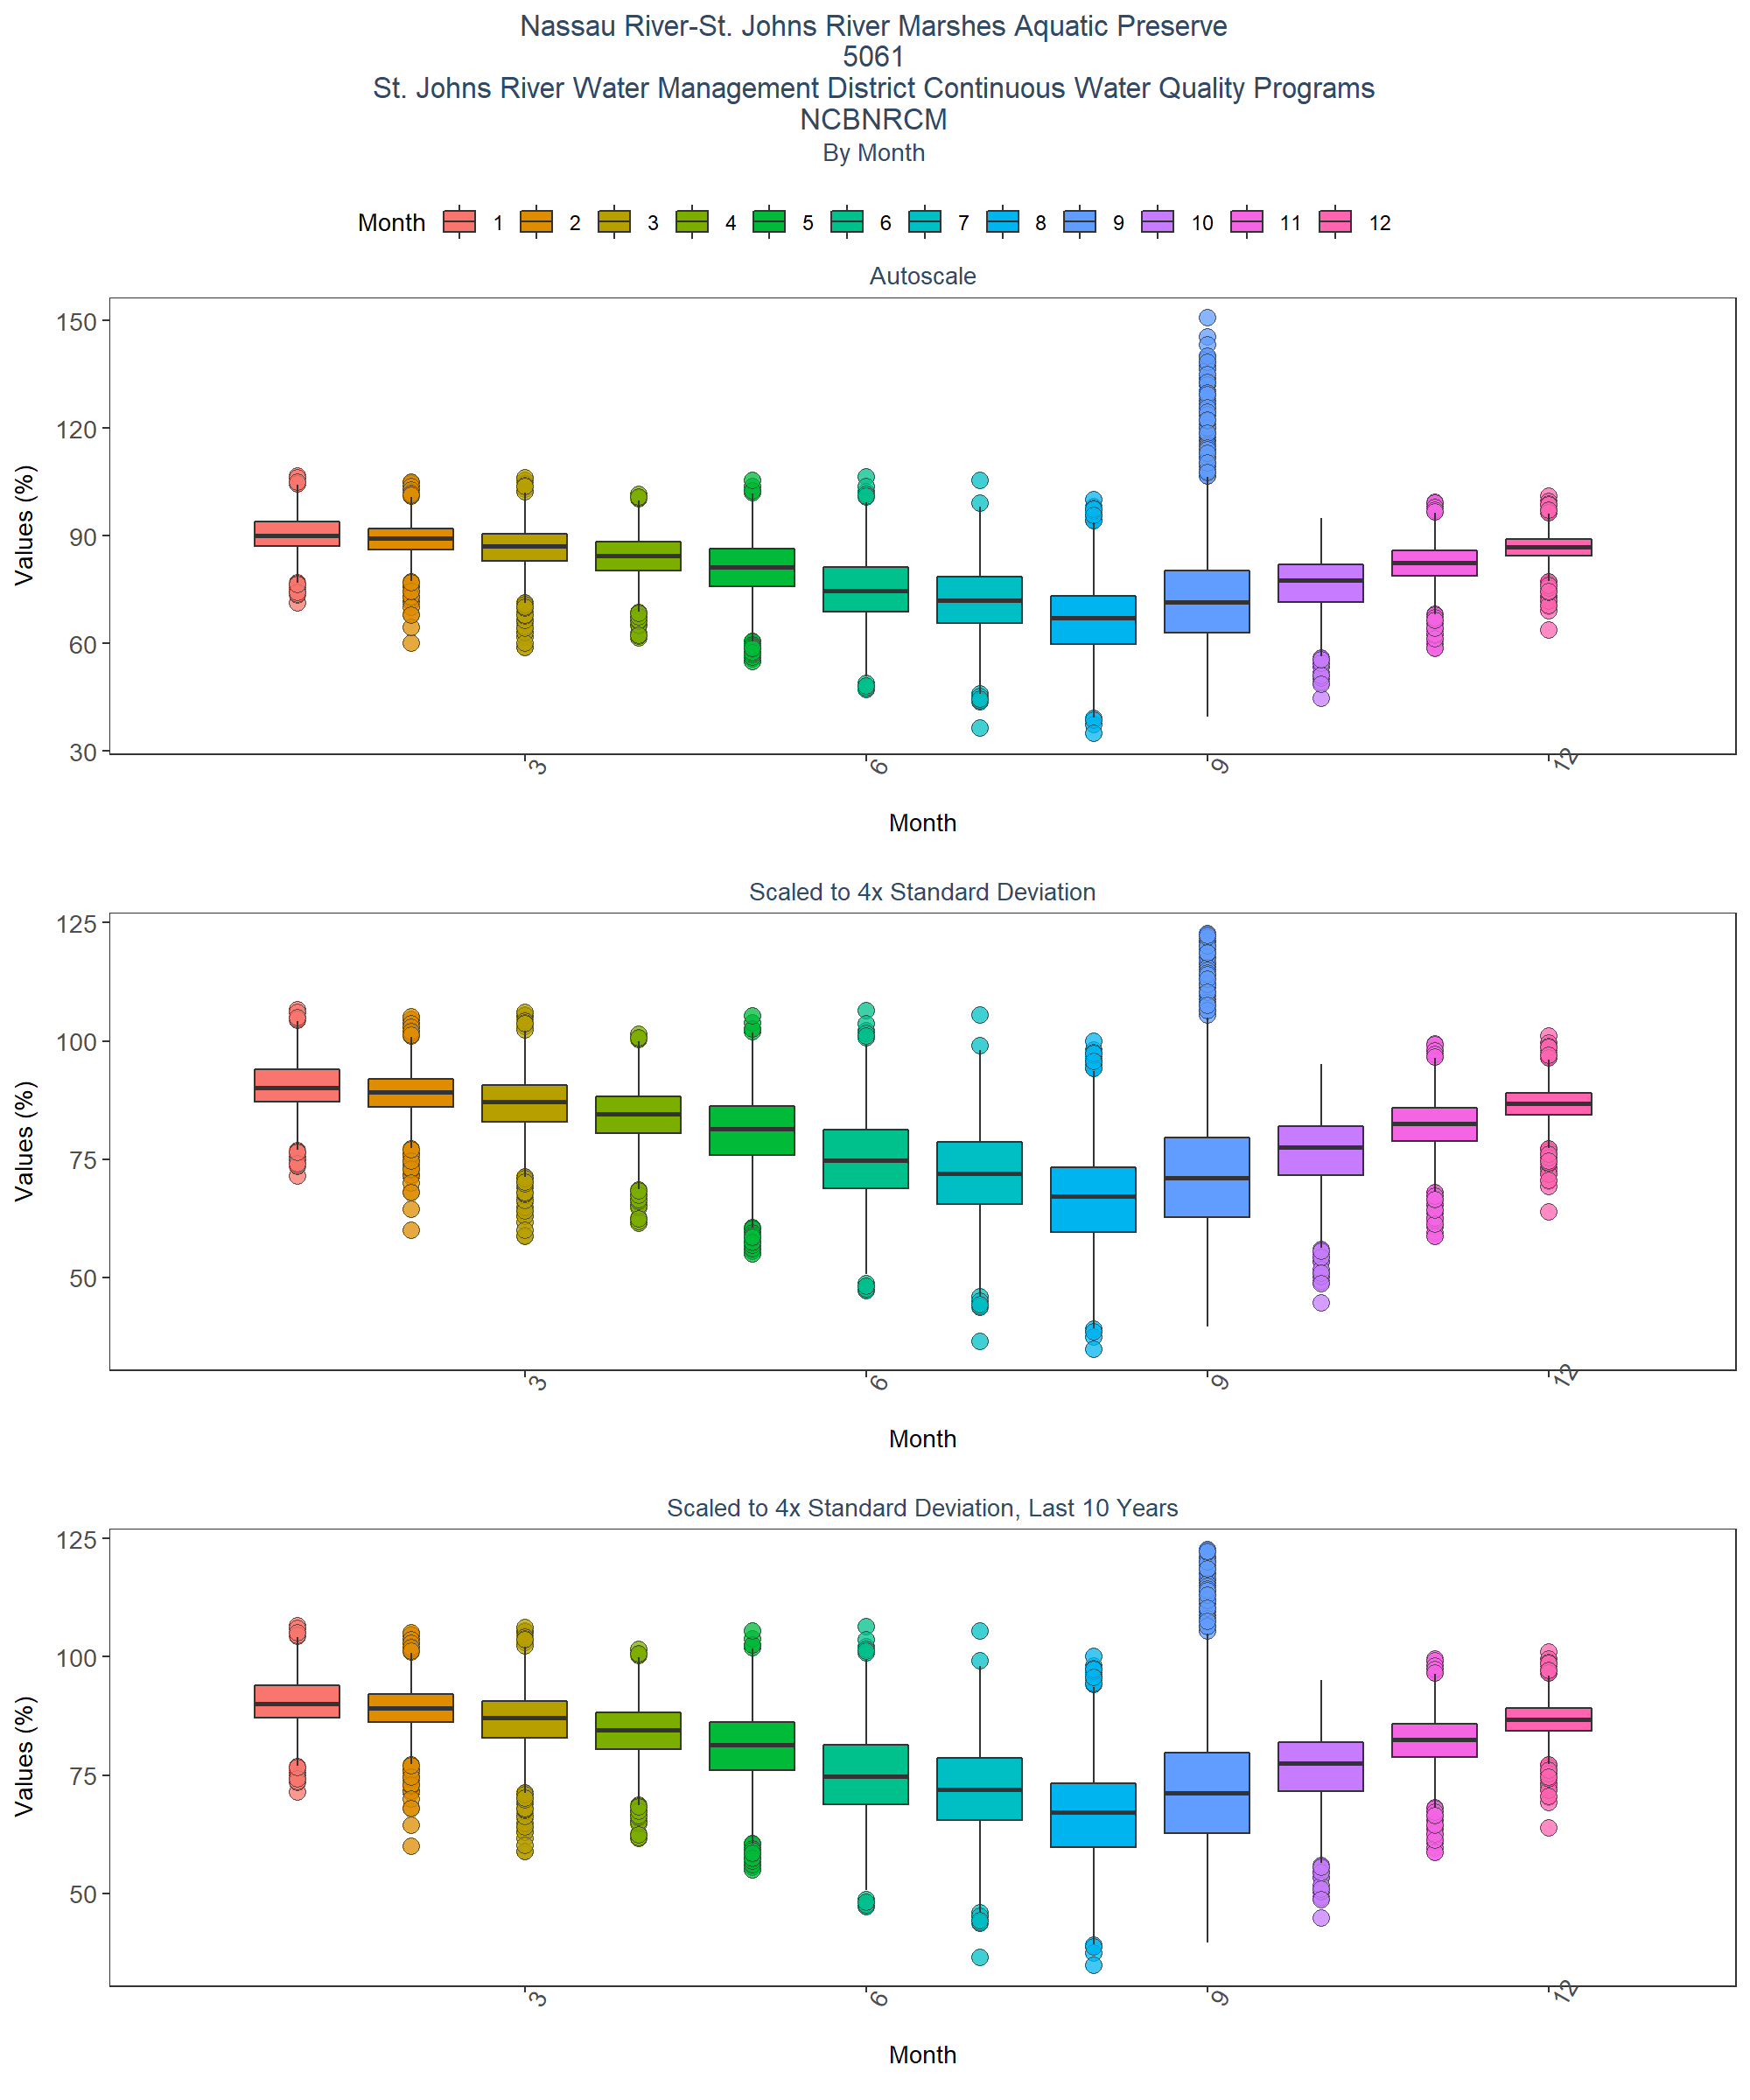 Nassau River-St. Johns River Marshes Aquatic Preserve
5061
St. Johns River Water Management District Continuous Water Quality Programs
NCBNRCM
By Month
Month 1 2 3 4 5 6 7 8 9 10 11 12
Autoscale
Values (%)
150
120
90
60
30
3 6 9 12
Month
Scaled to 4x Standard Deviation
Values (%)
125
100
75
50
3 6 9 12
Month
Scaled to 4x Standard Deviation, Last 10 Years
Values (%)
125
100
75
50
3 6 9 12
Month